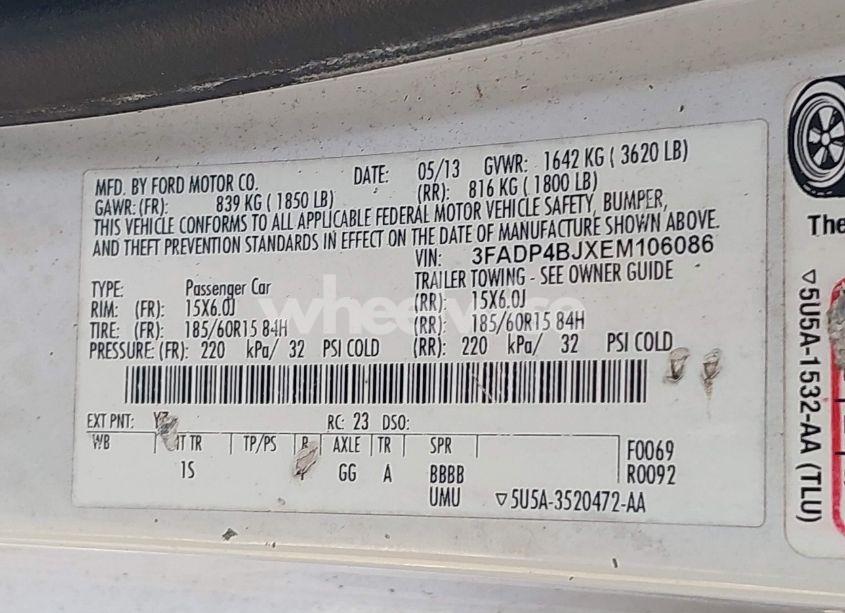 MFD. BY FORD MOTOR CO. DATE: 05/13 GVWR: 1642 KG ( 3620 LB)
GAWR: (FR): 839 KG ( 1850 LB) (RR): 816 KG ( 1800 LB)
THIS VEHICLE CONFORMS TO ALL APPLICABLE FEDERAL MOTOR VEHICLE SAFETY, BUMPER,
AND THEFT PREVENTION STANDARDS IN EFFECT ON THE DATE OF MANUFACTURE SHOWN ABOVE.
VIN: 3FADP4BJXEM106086
TYPE: Passenger Car TRAILER TOWING - SEE OWNER GUIDE
RIM: (FR): 15X6.0J (RR): 15X6.0J
TIRE: (FR): 185/60R15 84H (RR): 185/60R15 84H
PRESSURE: (FR): 220 kPa/ 32 PSI COLD (RR): 220 kPa/ 32 PSI COLD
EXT PNT: RC: 23 DSO:
WB TR TP/PS R AXLE TR SPR F0069
1S GG A BBBB R0092
UMU ▽5U5A-3520472-AA
The
▽5U5A-1532-AA (TLU)